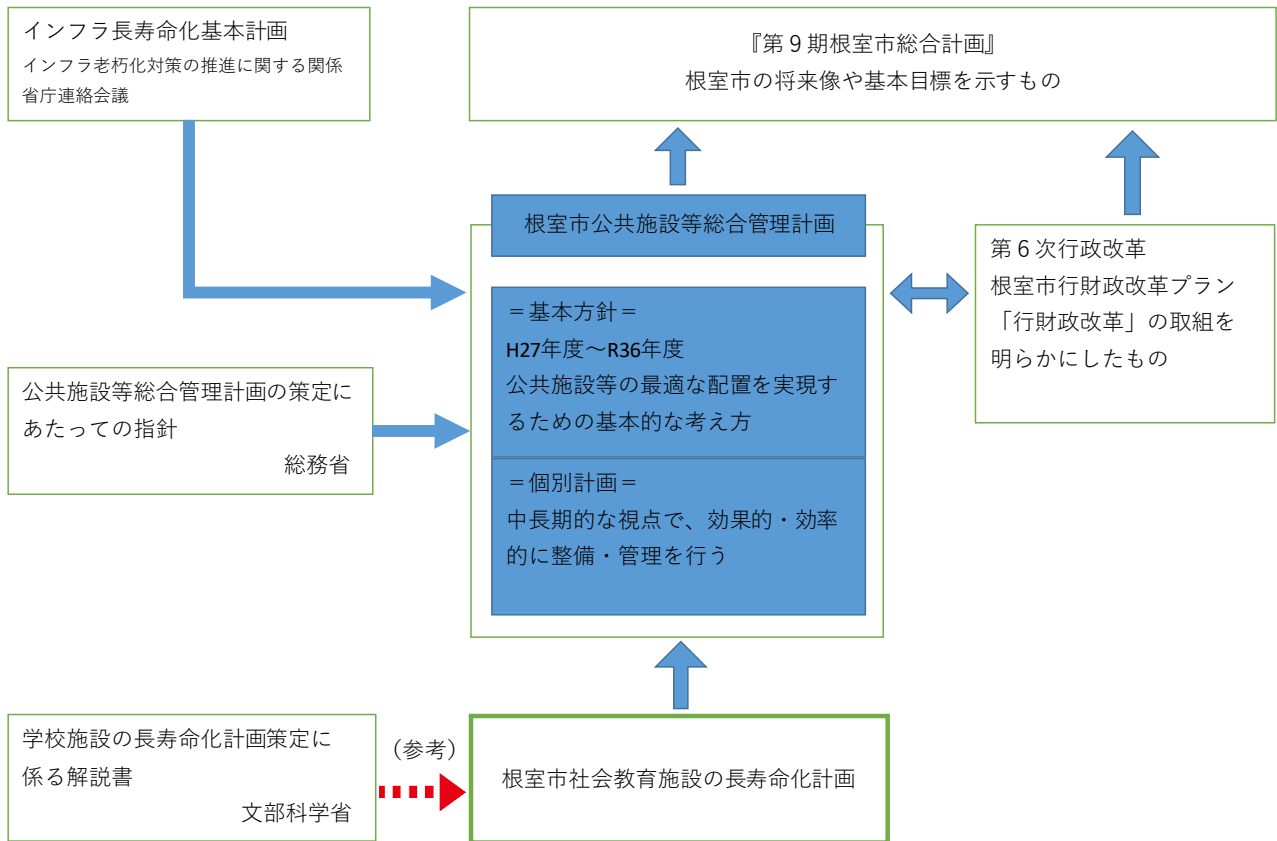 インフラ長寿命化基本計画
インフラ老朽化対策の推進に関する関係
省庁連絡会議
『第9期根室市総合計画』
根室市の将来像や基本目標を示すもの
根室市公共施設等総合管理計画
＝基本方針＝
H27年度～R36年度
公共施設等の最適な配置を実現す
るための基本的な考え方
＝個別計画＝
中長期的な視点で、効果的・効率
的に整備・管理を行う
第6次行政改革
根室市行財政改革プラン
「行財政改革」の取組を
明らかにしたもの
公共施設等総合管理計画の策定に
あたっての指針
総務省
学校施設の長寿命化計画策定に
係る解説書
文部科学省
（参考）
根室市社会教育施設の長寿命化計画